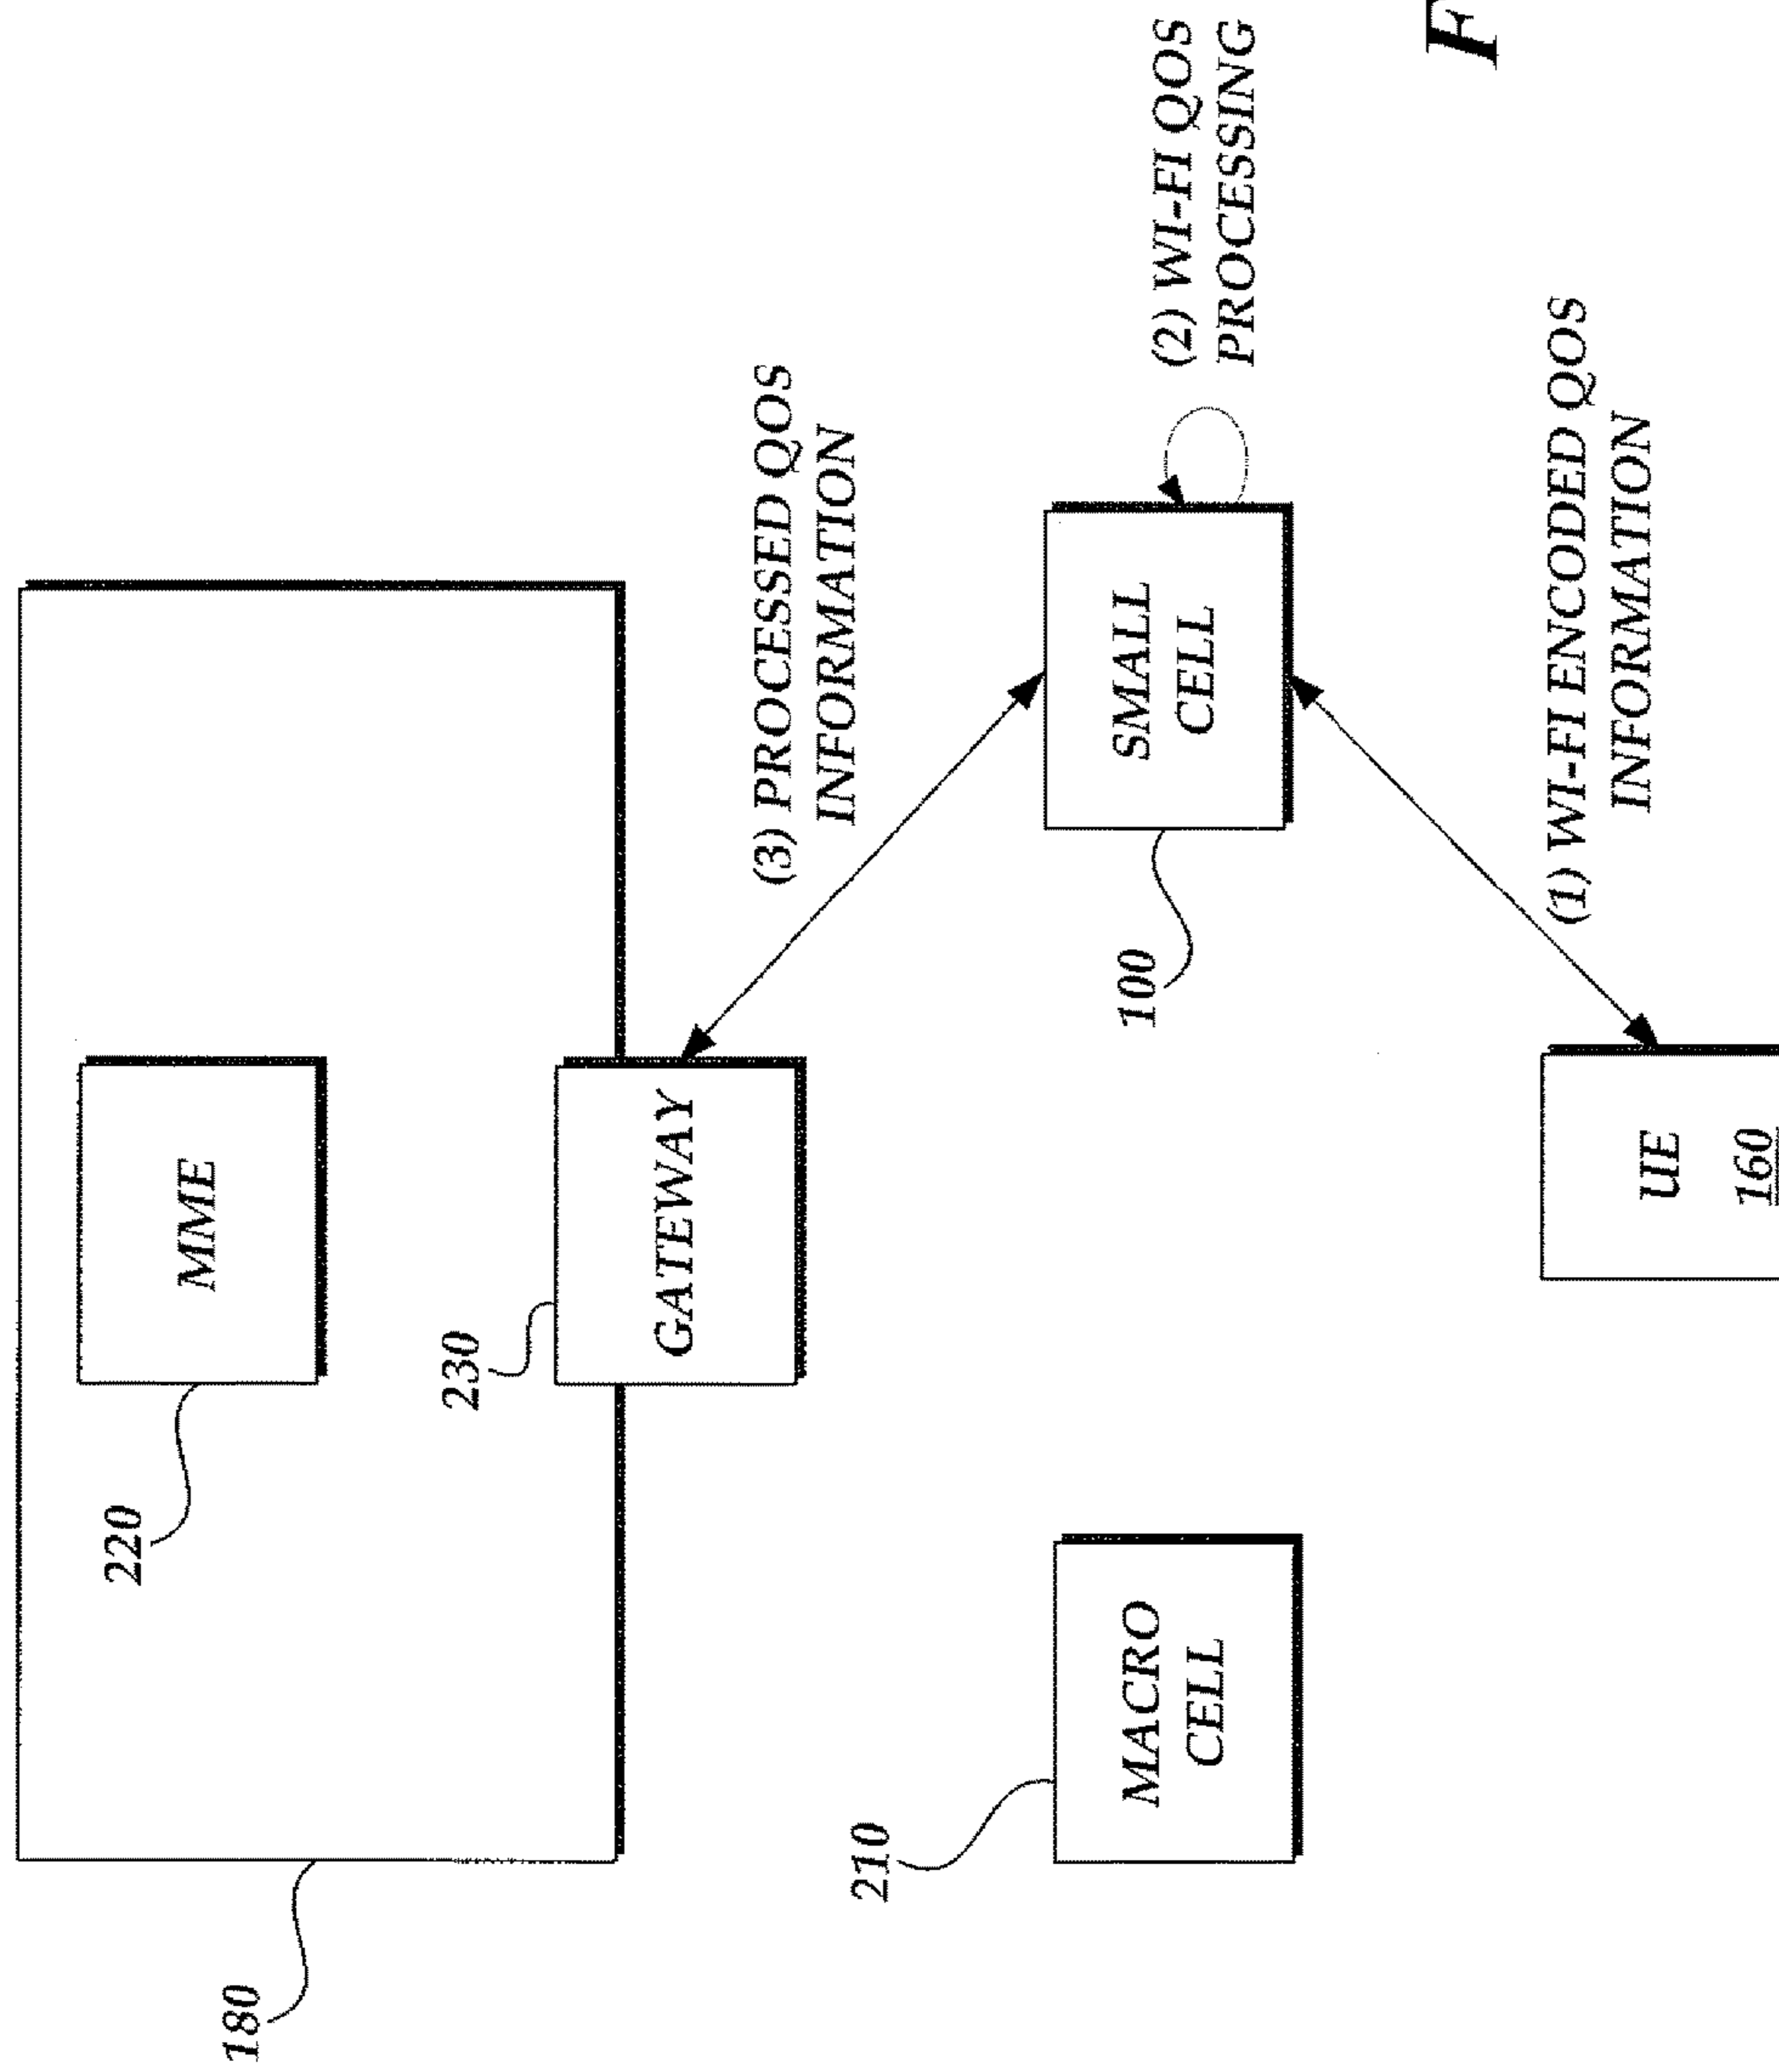 180
220
MME
230
GATEWAY
(3) PROCESSED QOS
INFORMATION
210
MACRO
CELL
100
SMALL
CELL
(2) WI-FI QOS
PROCESSING
UE
160
(1) WI-FI ENCODED QOS
INFORMATION
F